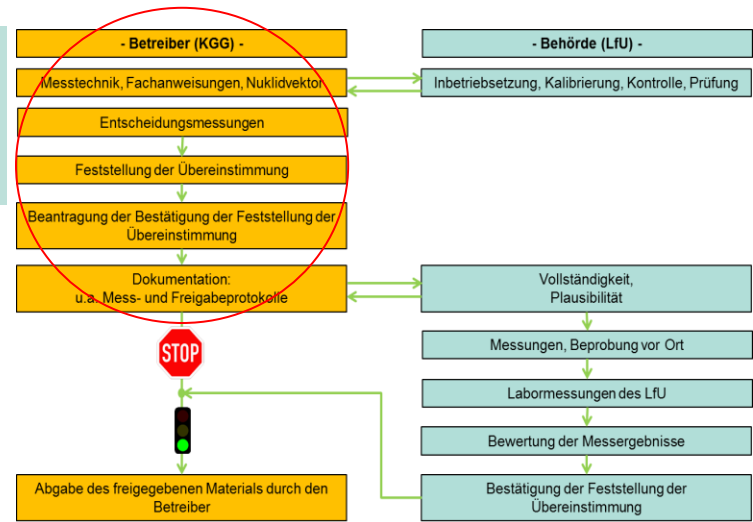 - Betreiber (KGG) -
Messtechnik, Fachanweisungen, Nuklidvektor
Entscheidungsmessungen
Feststellung der Übereinstimmung
Beantragung der Bestätigung der Feststellung der
Übereinstimmung
Dokumentation:
u.a. Mess- und Freigabeprotokolle
STOP
Abgabe des freigegebenen Materials durch den
Betreiber
- Behörde (LfU) -
Inbetriebsetzung, Kalibrierung, Kontrolle, Prüfung
Vollständigkeit,
Plausibilität
Messungen, Beprobung vor Ort
Labormessungen des LfU
Bewertung der Messergebnisse
Bestätigung der Feststellung der
Übereinstimmung